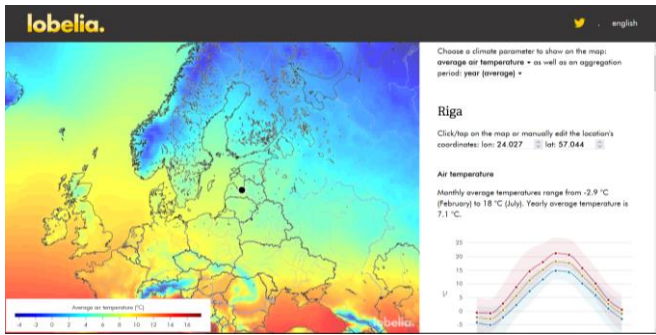 lobelia.
. english
Choose a climate parameter to show on the map:
average air temperature ▾ as well as an aggregation
period: year (average) ▾
Riga
Click/tap on the map or manually edit the location's
coordinates: lon: 24.027 lat: 57.044
Air temperature
Monthly average temperatures range from -2.9 °C
(February) to 18 °C (July). Yearly average temperature is
7.1 °C.
25
20
15
10
5
0
-5
°C
Average air temperature (°C)
-4 -2 0 2 4 6 8 10 12 14 16
lobelia.